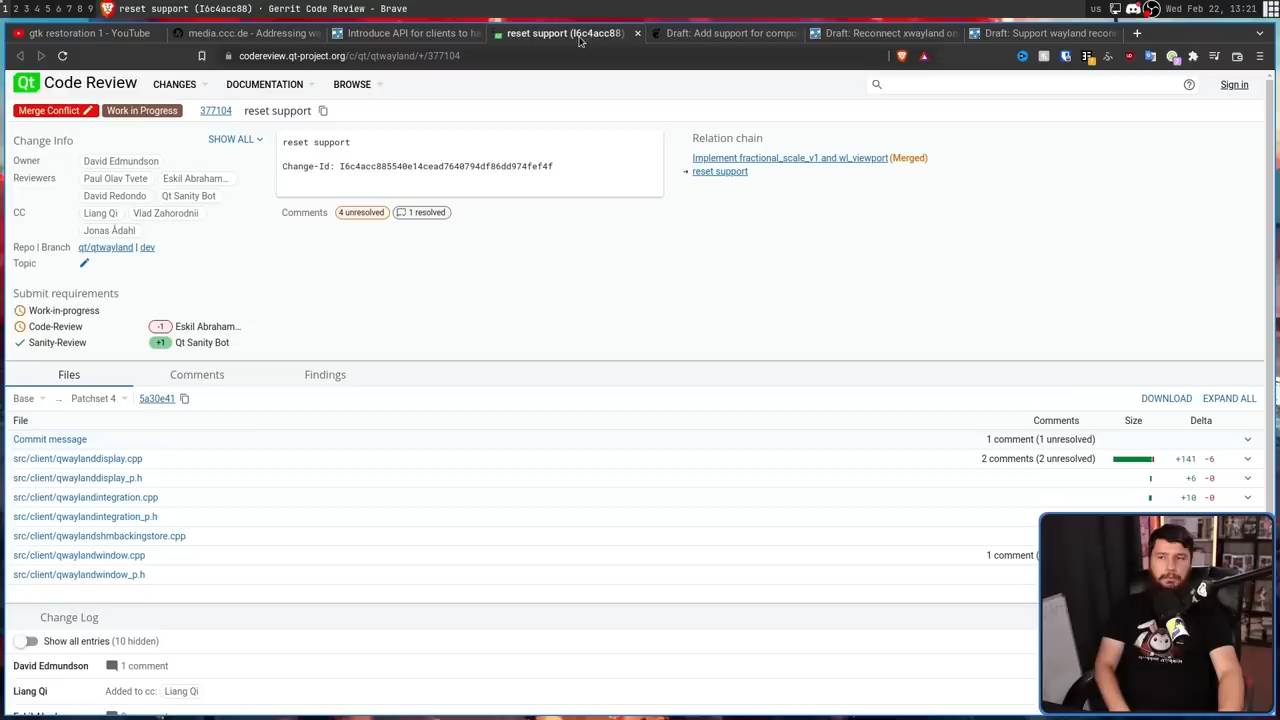 1 2 3 4 5 6 7 8 9 reset support (I6c4acc88) · Gerrit Code Review - Brave us Wed Feb 22, 13:21
gtk restoration 1 - YouTube media.ccc.de - Addressing wa Introduce API for clients to ha reset support (I6c4acc88) Draft: Add support for compo Draft: Reconnect xwayland on Draft: Support wayland recon
codereview.qt-project.org/c/qt/qtwayland/+/377104
Qt Code Review CHANGES DOCUMENTATION BROWSE Sign in
Merge Conflict Work in Progress 377104 reset support
Change Info SHOW ALL
Owner David Edmundson
Reviewers Paul Olav Tvete Eskil Abraham...
David Redondo Qt Sanity Bot
CC Liang Qi Vlad Zahorodnii
Jonas Ådahl
Repo | Branch qt/qtwayland | dev
Topic
reset support
Change-Id: I6c4acc885540e14cead7640794df86dd974fef4f
Comments 4 unresolved 1 resolved
Relation chain
Implement fractional_scale_v1 and wl_viewport (Merged)
→ reset support
Submit requirements
Work-in-progress
Code-Review -1 Eskil Abraham...
Sanity-Review +1 Qt Sanity Bot
Files Comments Findings
Base → Patchset 4 5a30e41 DOWNLOAD EXPAND ALL
File Comments Size Delta
Commit message 1 comment (1 unresolved)
src/client/qwaylanddisplay.cpp 2 comments (2 unresolved) +141 -6
src/client/qwaylanddisplay_p.h +6 -0
src/client/qwaylandintegration.cpp +10 -0
src/client/qwaylandintegration_p.h
src/client/qwaylandshmbackingstore.cpp
src/client/qwaylandwindow.cpp 1 comment (
src/client/qwaylandwindow_p.h
Change Log
Show all entries (10 hidden)
David Edmundson 1 comment
Liang Qi Added to cc: Liang Qi